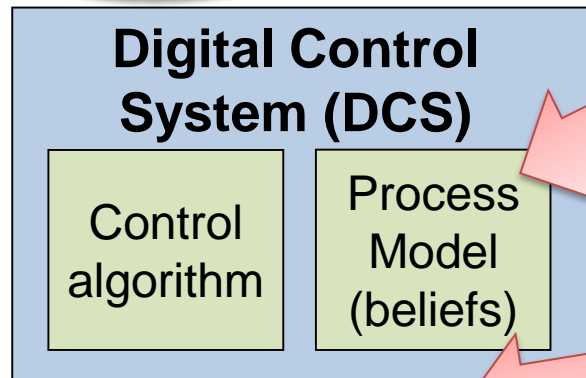 Digital Control
System (DCS)
Control
algorithm
Process
Model
(beliefs)